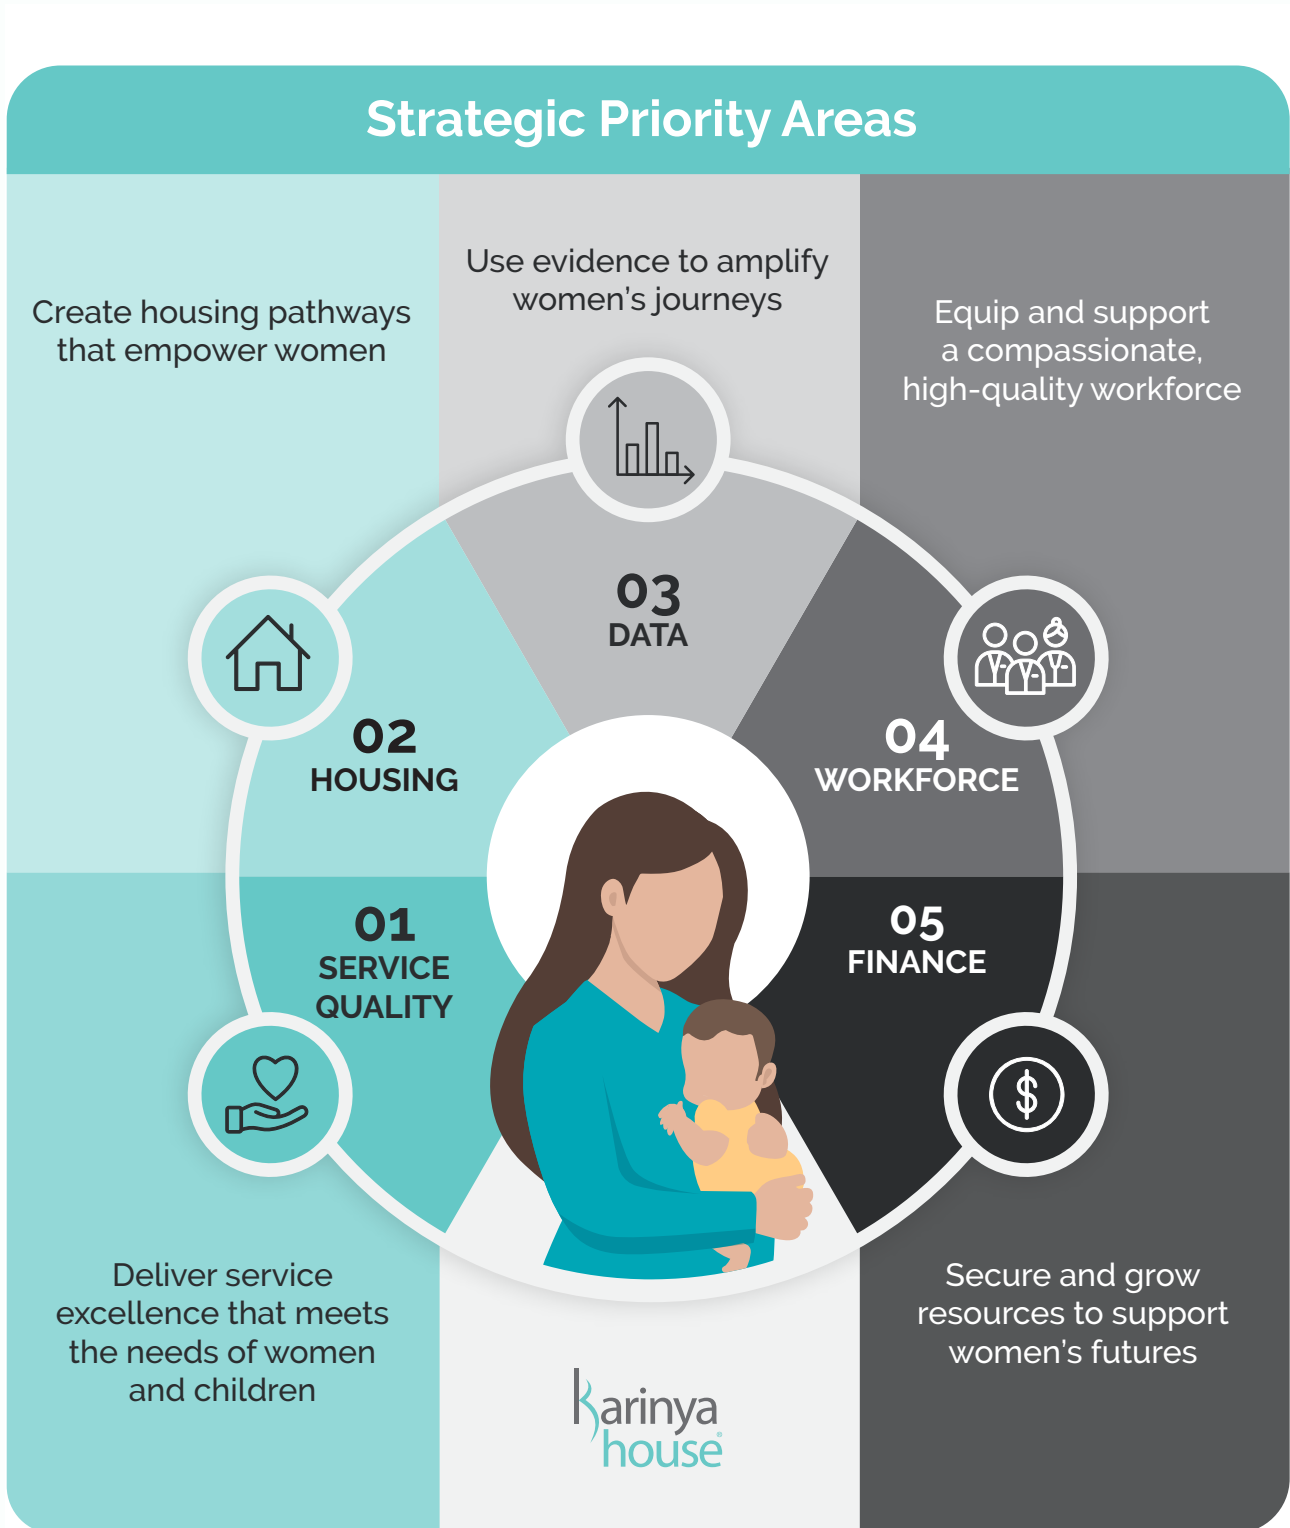 Strategic Priority Areas
Create housing pathways
that empower women
Use evidence to amplify
women's journeys
Equip and support
a compassionate,
high-quality workforce
03
DATA
02
HOUSING
04
WORKFORCE
01
SERVICE
QUALITY
05
FINANCE
$
Deliver service
excellence that meets
the needs of women
and children
Secure and grow
resources to support
women's futures
Karinya
house